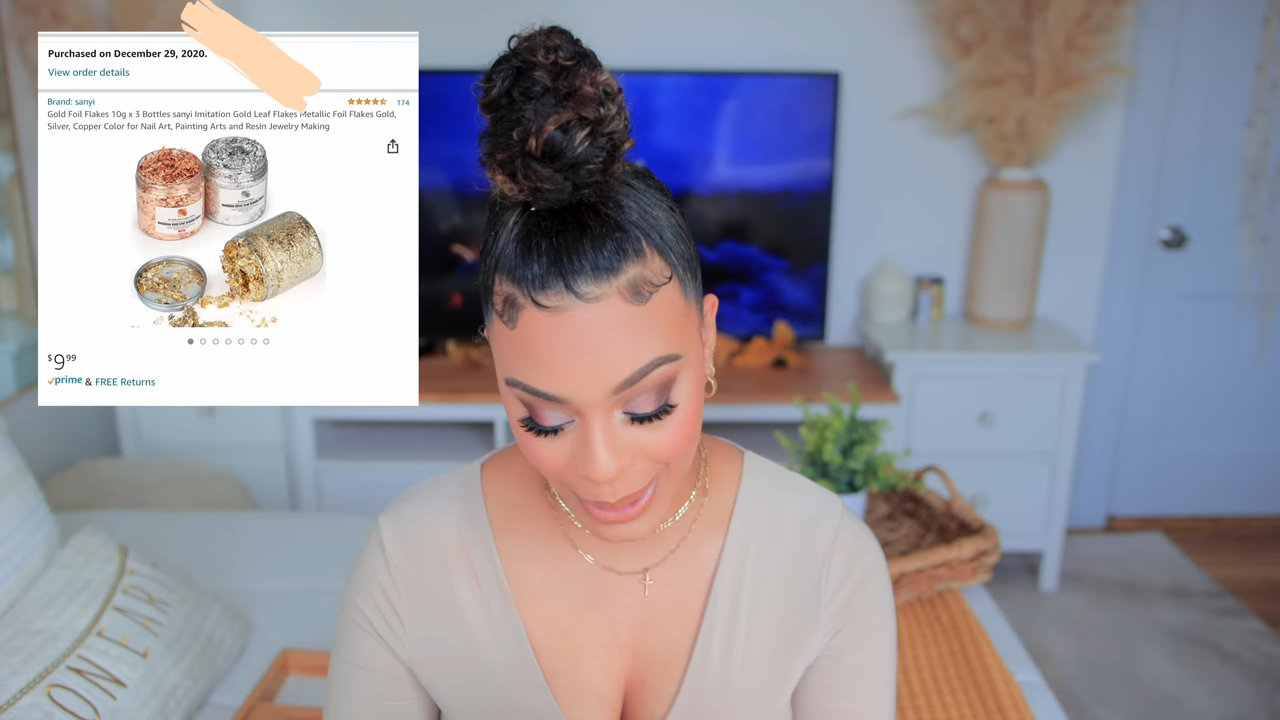 Purchased on December 29, 2020.
View order details
Brand: sanyi
174
Gold Foil Flakes 10g x 3 Bottles sanyi Imitation Gold Leaf Flakes Metallic Foil Flakes Gold,
Silver, Copper Color for Nail Art, Painting Arts and Resin Jewelry Making
$9.99
prime & FREE Returns
ON EART